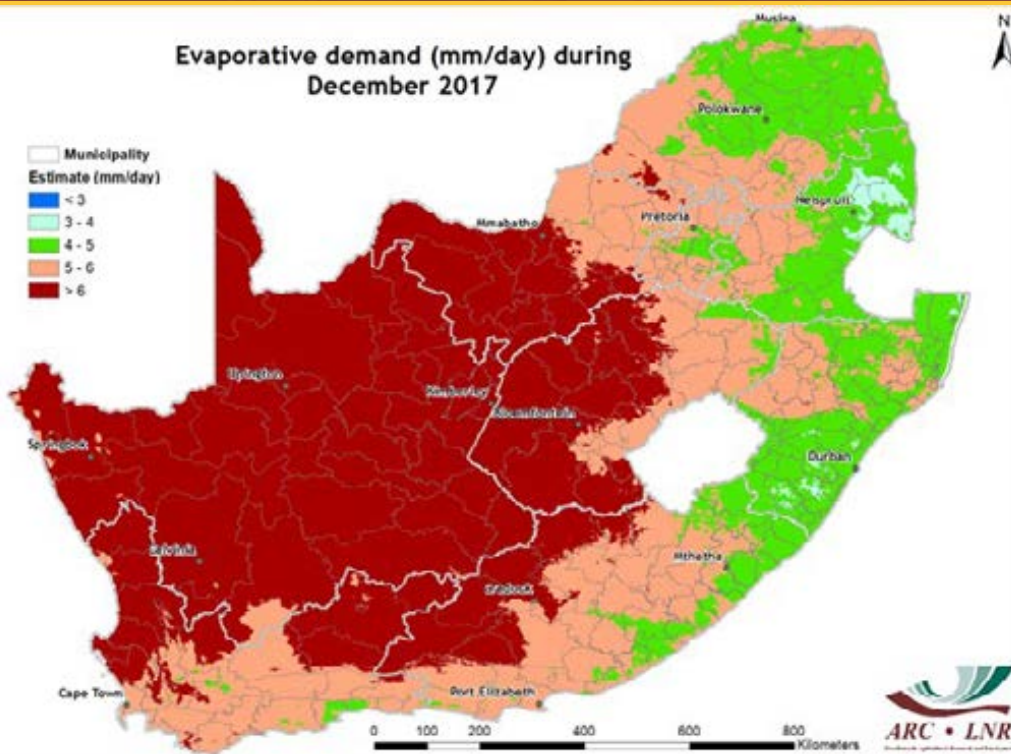 Evaporative demand (mm/day) during
December 2017
N
Municipality
Estimate (mm/day)
< 3
3 - 4
4 - 5
5 - 6
> 6
Musina
Polokwane
Nelspruit
Pretoria
Mmabatho
Upington
Kimberley
Bloemfontein
Springbok
Durban
Calvinia
Mthatha
Cradock
Cape Town
Port Elizabeth
0 100 200 400 600 800
Kilometers
ARC • LNR